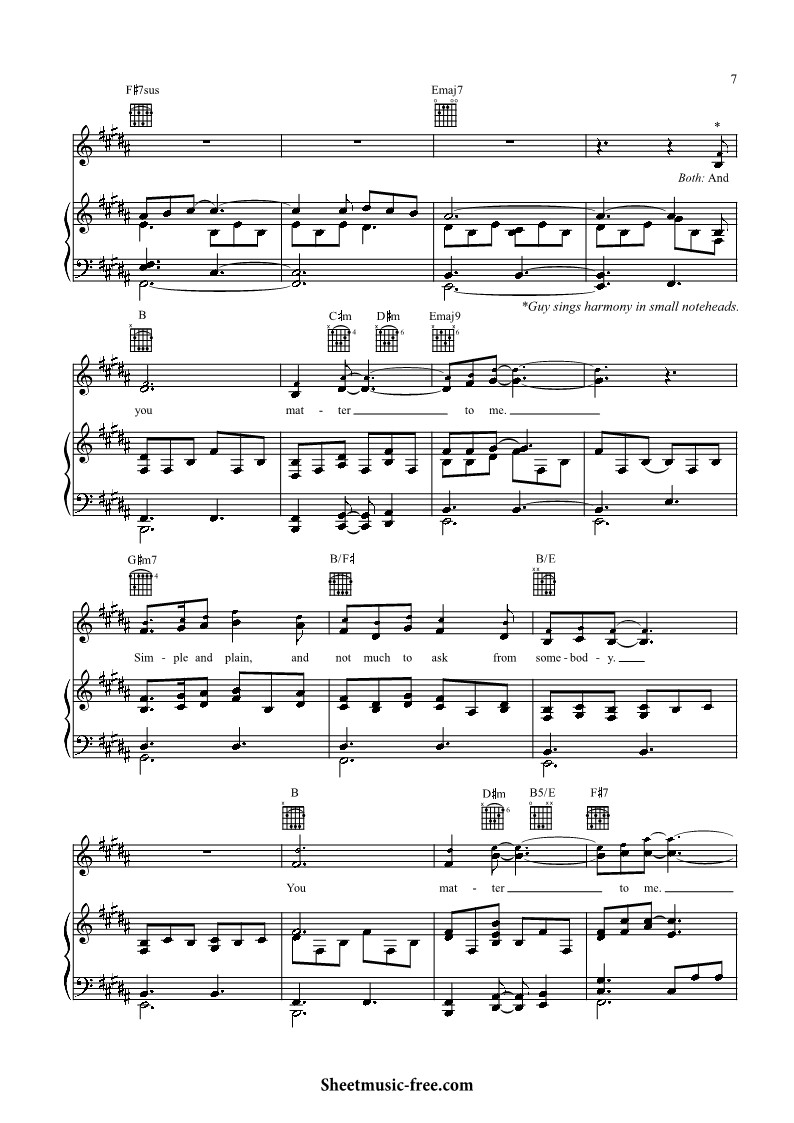 7
F♯7sus Emaj7
*
Both: And
*Guy sings harmony in small noteheads.
B C♯m D♯m Emaj9
4 6 6
you mat - ter to me.
G♯m7 B/F♯ B/E
4
Sim - ple and plain, and not much to ask from some - bod - y.
B D♯m B5/E F♯7
6
You mat - ter to me.
Sheetmusic-free.com